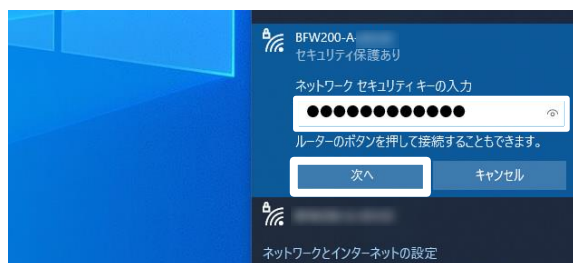 BFW200-A-
セキュリティ保護あり
ネットワーク セキュリティ キーの入力
●●●●●●●●●●●●
ルーターのボタンを押して接続することもできます。
次へ
キャンセル
ネットワークとインターネットの設定